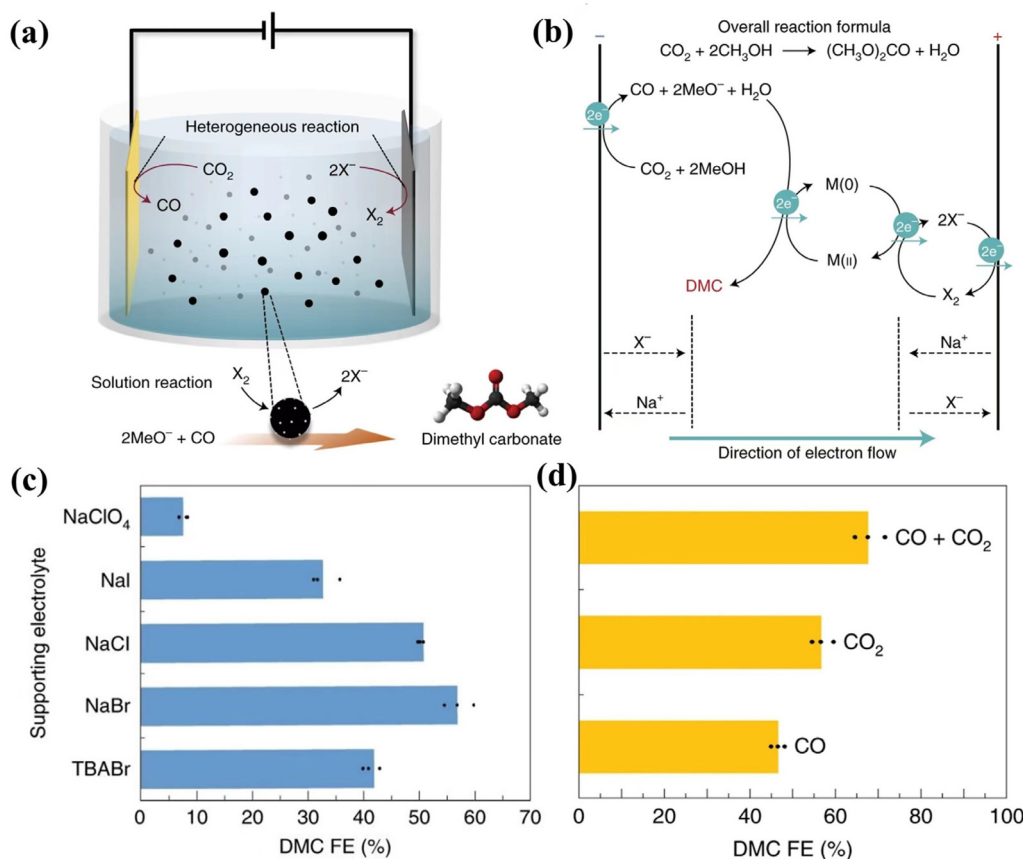 (a)
Heterogeneous reaction
CO₂
CO
2X⁻
X₂
Solution reaction
X₂
2X⁻
2MeO⁻ + CO
Dimethyl carbonate
(b)
Overall reaction formula
CO₂ + 2CH₃OH ⟶ (CH₃O)₂CO + H₂O
−
+
CO + 2MeO⁻ + H₂O
2e⁻
CO₂ + 2MeOH
2e⁻
M(0)
M(II)
2e⁻
2X⁻
2e⁻
X₂
DMC
X⁻
Na⁺
Na⁺
X⁻
Direction of electron flow
(c)
Supporting electrolyte
NaClO₄
NaI
NaCl
NaBr
TBABr
0 10 20 30 40 50 60 70
DMC FE (%)
(d)
CO + CO₂
CO₂
CO
0 20 40 60 80 100
DMC FE (%)